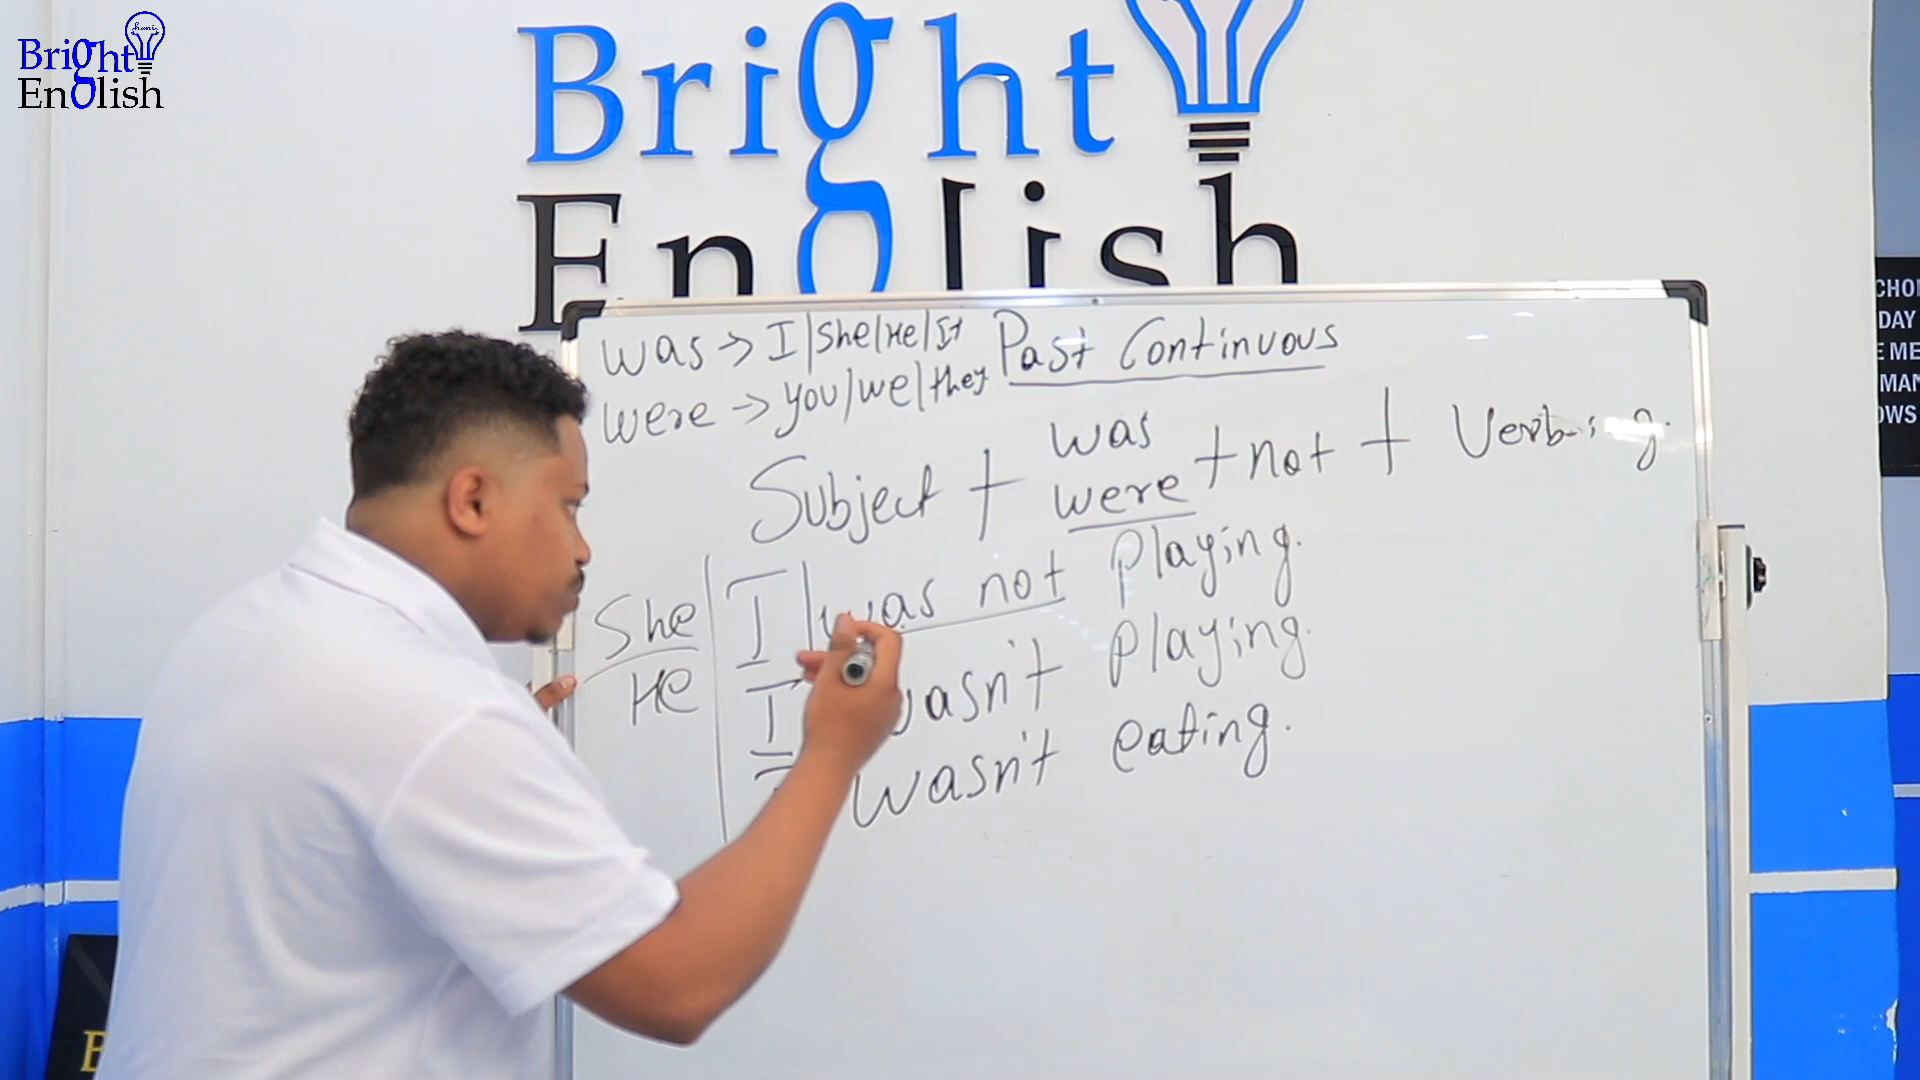 Bright
English
Bright
English
was → I/she/He/It
were → you/we/they
Past Continuous
Subject + was
were + not + Verb-ing.
She
He
I was not playing.
I wasn't playing.
wasn't eating.
DAY